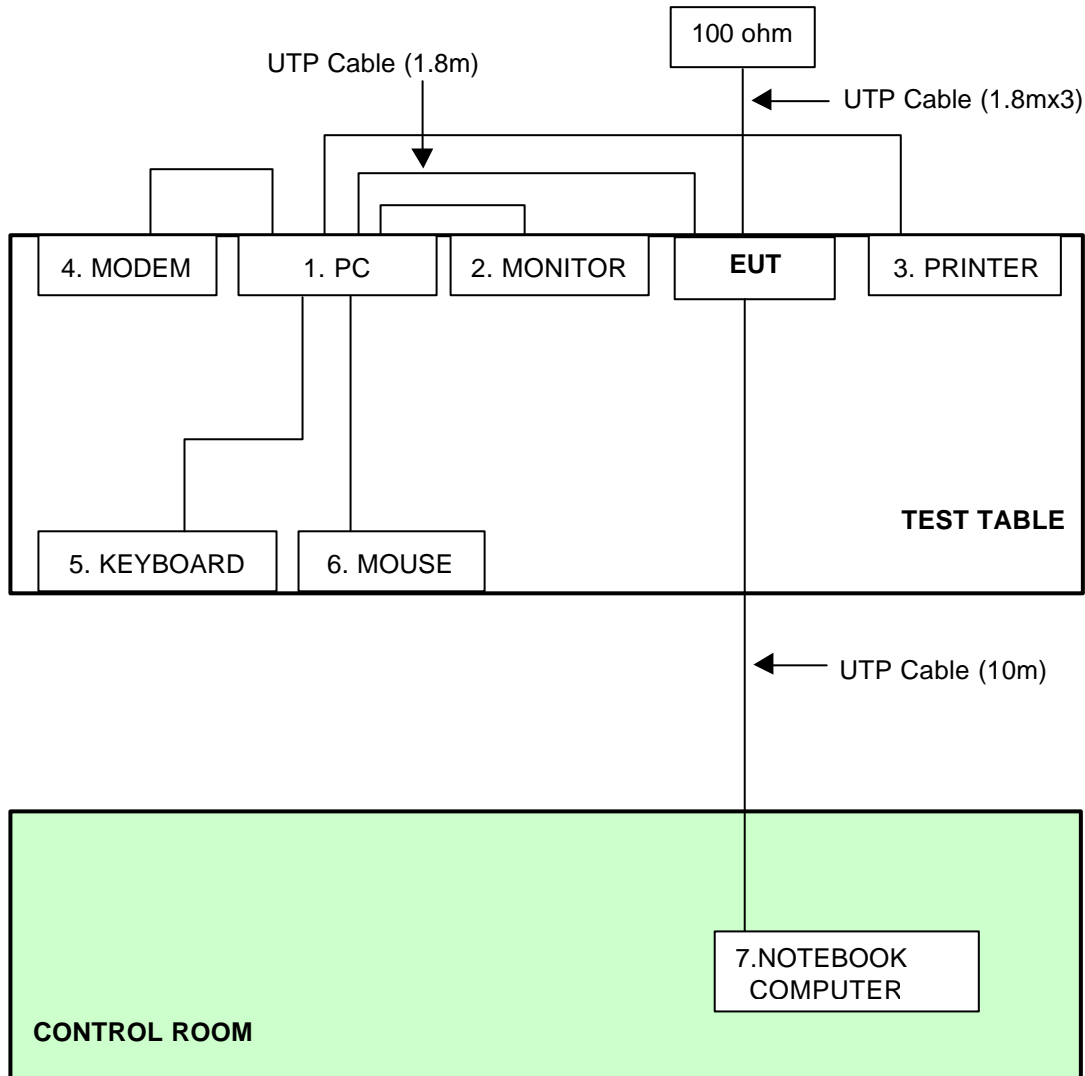 100 ohm
UTP Cable (1.8m)
UTP Cable (1.8mx3)
4. MODEM
1. PC
2. MONITOR
EUT
3. PRINTER
TEST TABLE
5. KEYBOARD
6. MOUSE
UTP Cable (10m)
7.NOTEBOOK
COMPUTER
CONTROL ROOM